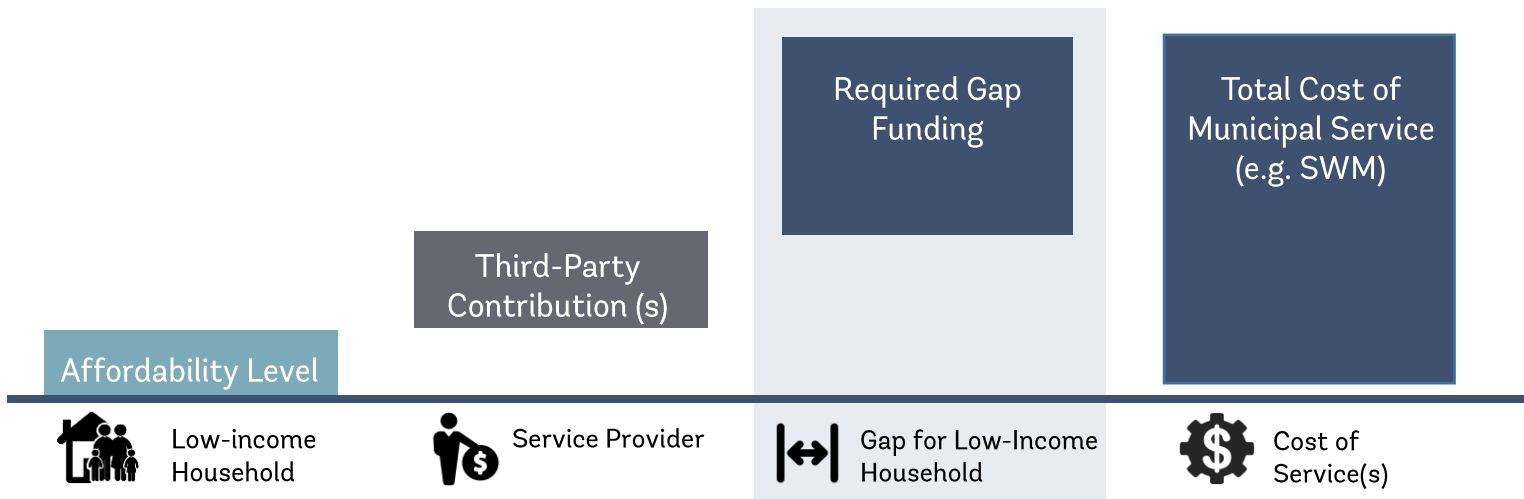 Required Gap
Funding
Total Cost of
Municipal Service
(e.g. SWM)
Third-Party
Contribution (s)
Affordability Level
Low-income
Household
Service Provider
Gap for Low-Income
Household
Cost of
Service(s)
$
$